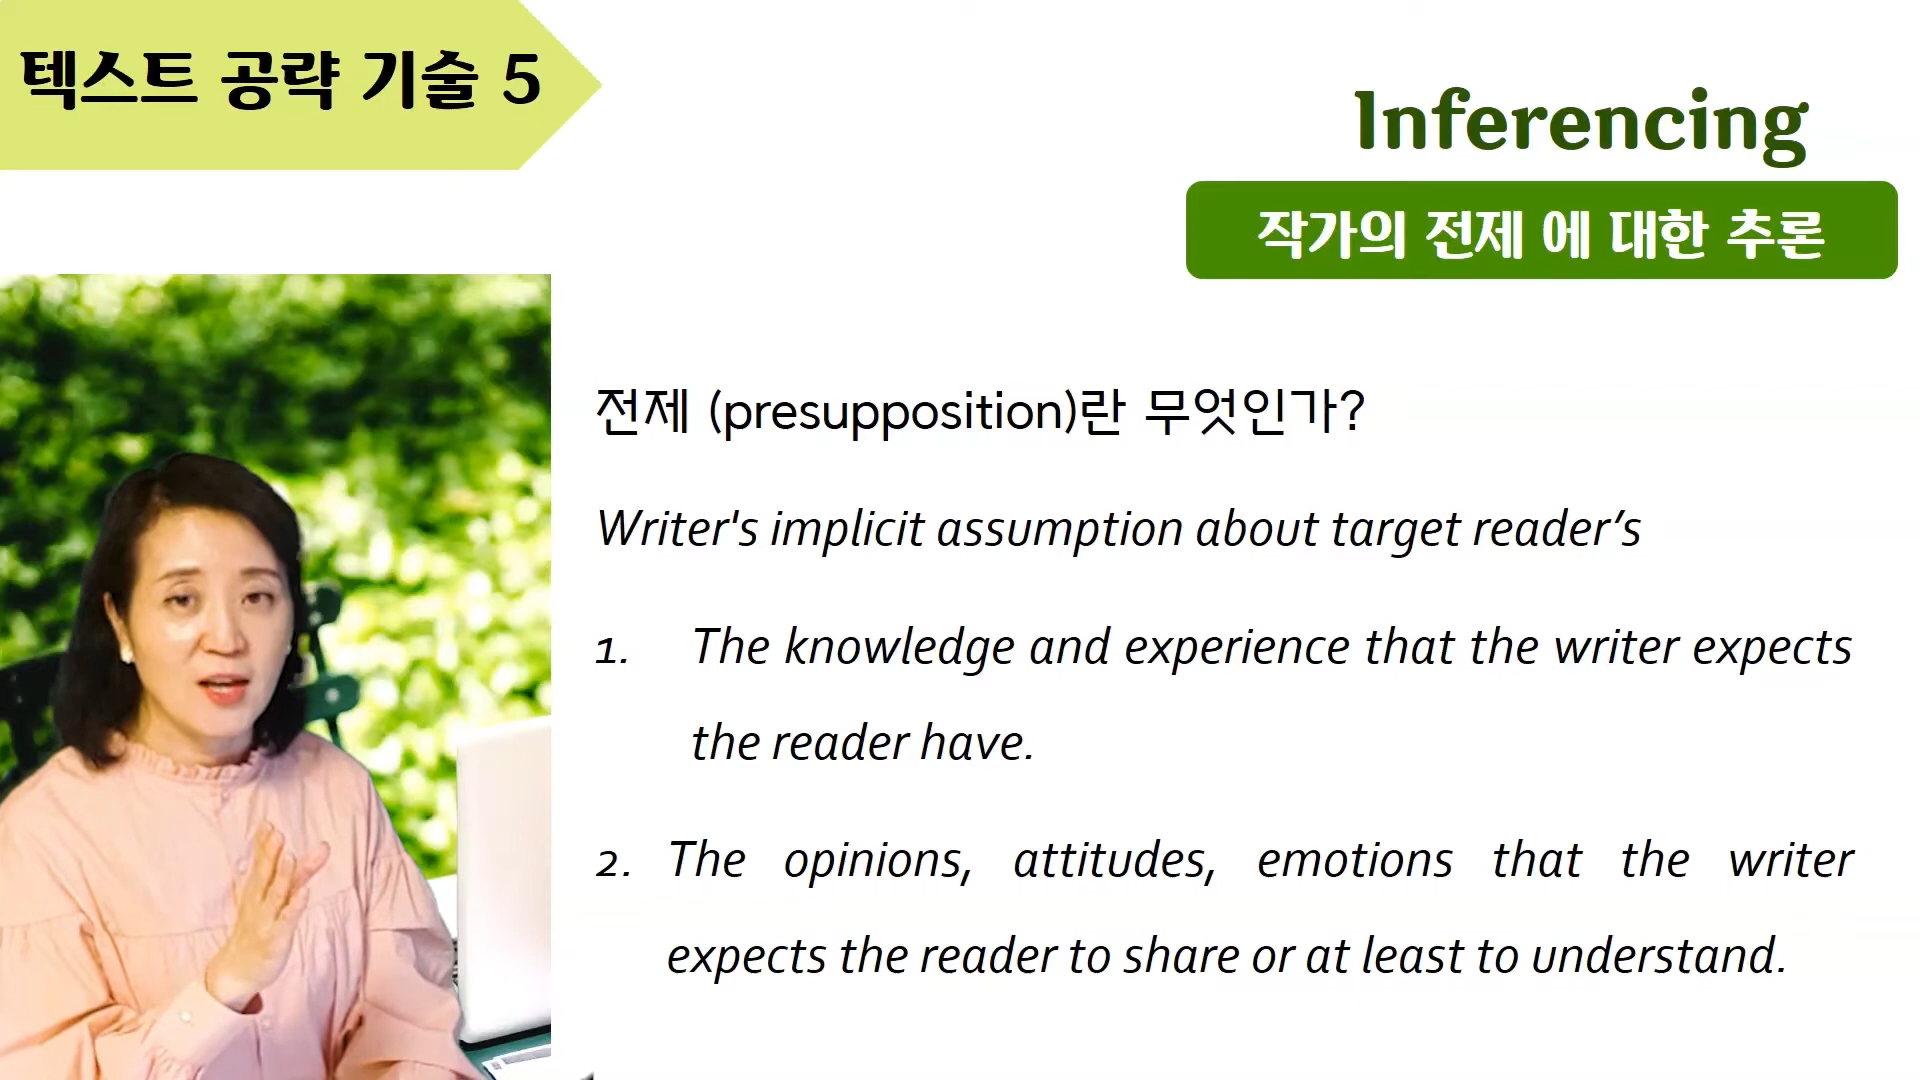 텍스트 공략 기술 5
Inferencing
작가의 전제 에 대한 추론
전제 (presupposition)란 무엇인가?
Writer's implicit assumption about target reader’s
1. The knowledge and experience that the writer expects
the reader have.
2. The opinions, attitudes, emotions that the writer
expects the reader to share or at least to understand.